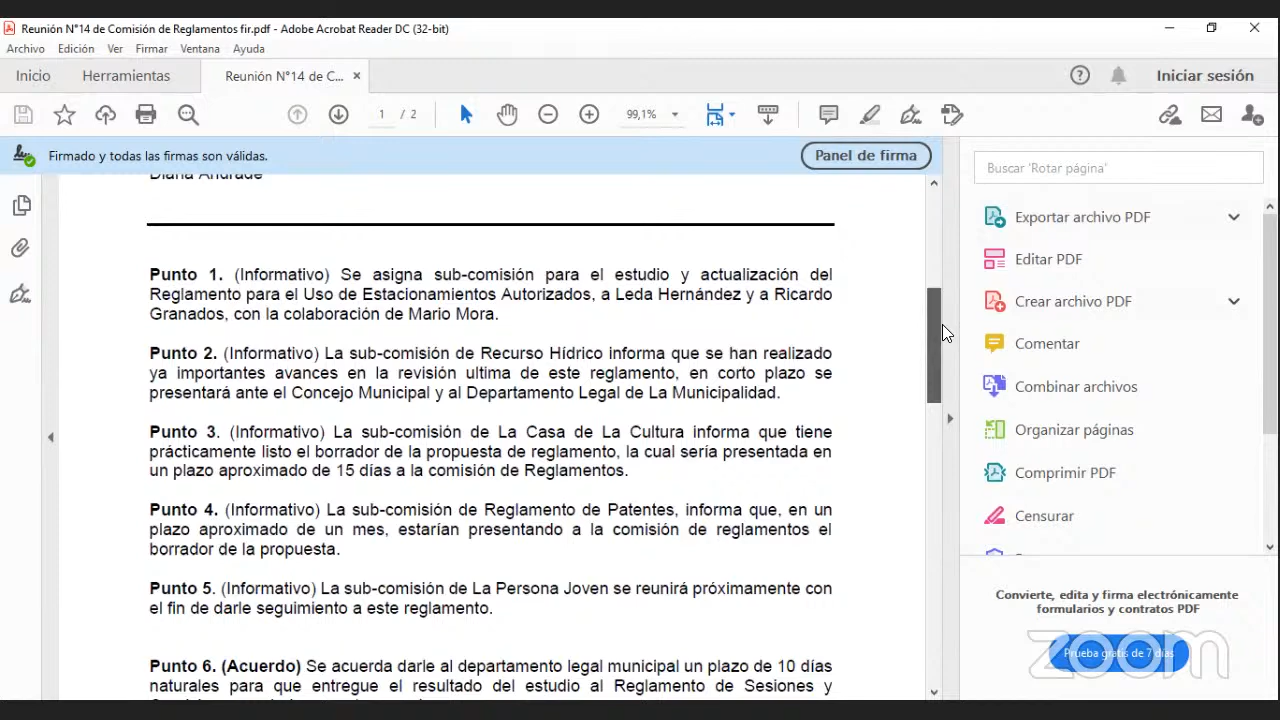 Reunión N°14 de Comisión de Reglamentos fir.pdf - Adobe Acrobat Reader DC (32-bit)
Archivo Edición Ver Firmar Ventana Ayuda
Inicio Herramientas Reunión N°14 de C... Iniciar sesión
1 / 2 99,1%
Firmado y todas las firmas son válidas. Panel de firma
Diana Andrade
Punto 1. (Informativo) Se asigna sub-comisión para el estudio y actualización del
Reglamento para el Uso de Estacionamientos Autorizados, a Leda Hernández y a Ricardo
Granados, con la colaboración de Mario Mora.
Punto 2. (Informativo) La sub-comisión de Recurso Hídrico informa que se han realizado
ya importantes avances en la revisión ultima de este reglamento, en corto plazo se
presentará ante el Concejo Municipal y al Departamento Legal de La Municipalidad.
Punto 3. (Informativo) La sub-comisión de La Casa de La Cultura informa que tiene
prácticamente listo el borrador de la propuesta de reglamento, la cual sería presentada en
un plazo aproximado de 15 días a la comisión de Reglamentos.
Punto 4. (Informativo) La sub-comisión de Reglamento de Patentes, informa que, en un
plazo aproximado de un mes, estarían presentando a la comisión de reglamentos el
borrador de la propuesta.
Punto 5. (Informativo) La sub-comisión de La Persona Joven se reunirá próximamente con
el fin de darle seguimiento a este reglamento.
Punto 6. (Acuerdo) Se acuerda darle al departamento legal municipal un plazo de 10 días
naturales para que entregue el resultado del estudio al Reglamento de Sesiones y
Buscar 'Rotar página'
Exportar archivo PDF
Editar PDF
Crear archivo PDF
Comentar
Combinar archivos
Organizar páginas
Comprimir PDF
Censurar
Convierte, edita y firma electrónicamente
formularios y contratos PDF
Prueba gratis de 7 días
zoom